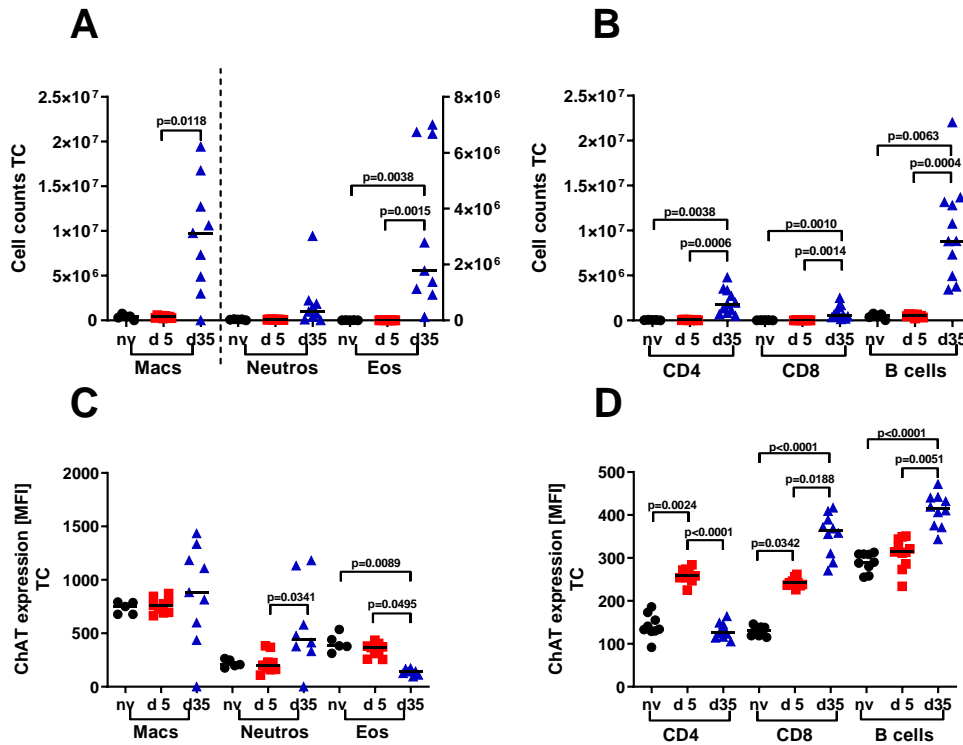 A
Cell counts TC
2.5×10⁷
2×10⁷
1.5×10⁷
1×10⁷
5×10⁶
0
8×10⁶
6×10⁶
4×10⁶
2×10⁶
0
p=0.0118
p=0.0038
p=0.0015
nv d 5 d35 nv d 5 d35 nv d 5 d35
Macs Neutros Eos
B
Cell counts TC
2.5×10⁷
2×10⁷
1.5×10⁷
1×10⁷
5×10⁶
0
p=0.0063
p=0.0004
p=0.0038
p=0.0010
p=0.0006
p=0.0014
nv d 5 d35 nv d 5 d35 nv d 5 d35
CD4 CD8 B cells
C
ChAT expression [MFI]
TC
2000
1500
1000
500
0
p=0.0089
p=0.0341
p=0.0495
nv d 5 d35 nv d 5 d35 nv d 5 d35
Macs Neutros Eos
D
ChAT expression [MFI]
TC
500
400
300
200
100
0
p<0.0001
p<0.0001
p=0.0051
p=0.0188
p=0.0024
p<0.0001
p=0.0342
nv d 5 d35 nv d 5 d35 nv d 5 d35
CD4 CD8 B cells